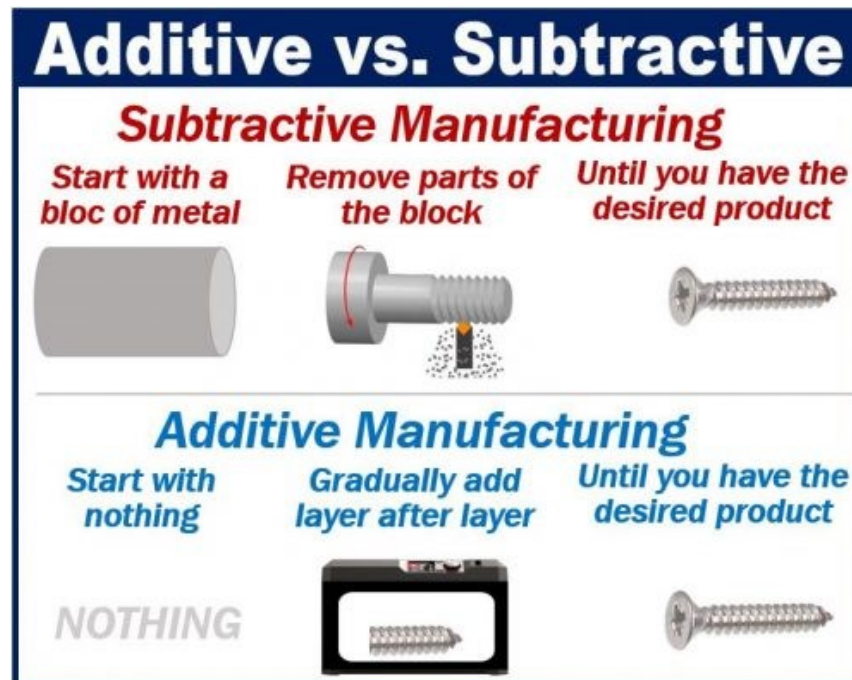 Additive vs. Subtractive
Subtractive Manufacturing
Start with a
bloc of metal
Remove parts of
the block
Until you have the
desired product
Additive Manufacturing
Start with
nothing
Gradually add
layer after layer
Until you have the
desired product
NOTHING